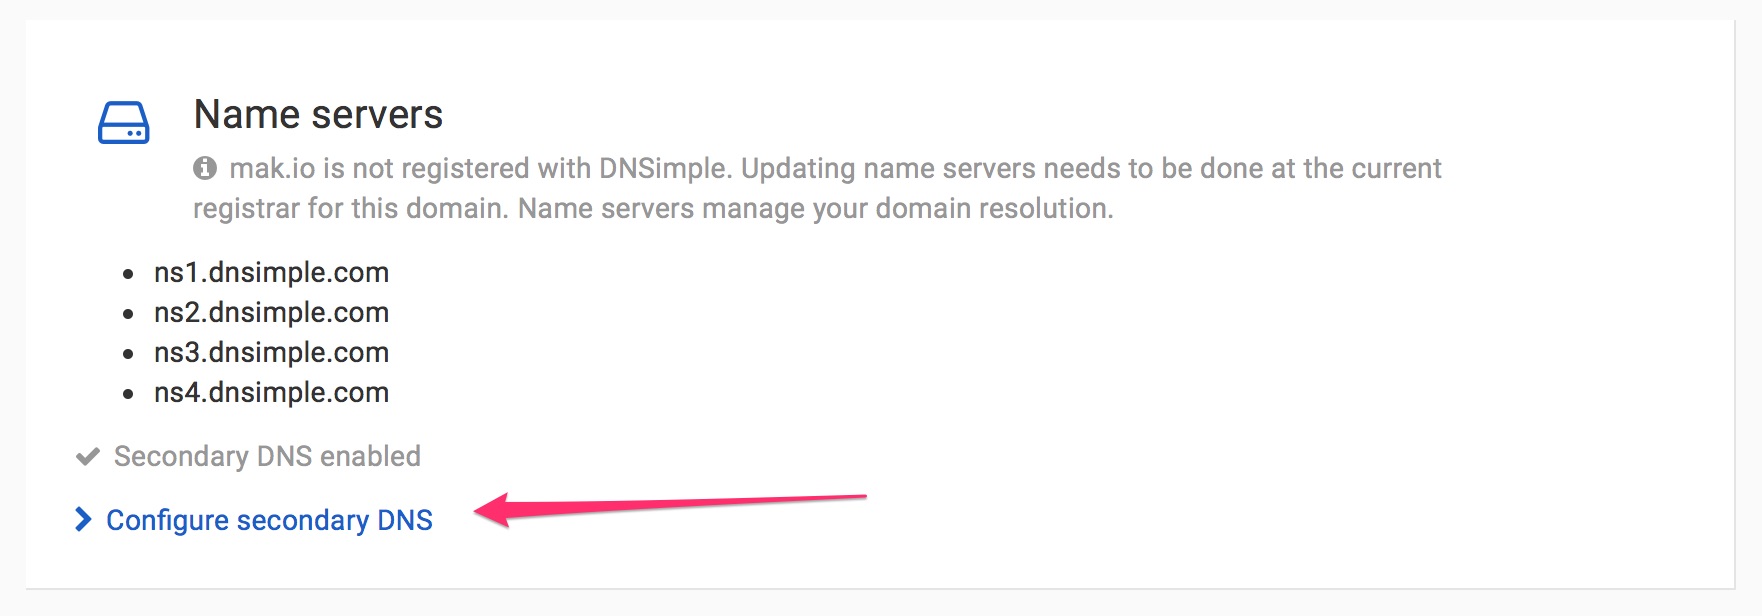 Name servers
mak.io is not registered with DNSimple. Updating name servers needs to be done at the current
registrar for this domain. Name servers manage your domain resolution.
ns1.dnsimple.com
ns2.dnsimple.com
ns3.dnsimple.com
ns4.dnsimple.com
Secondary DNS enabled
Configure secondary DNS